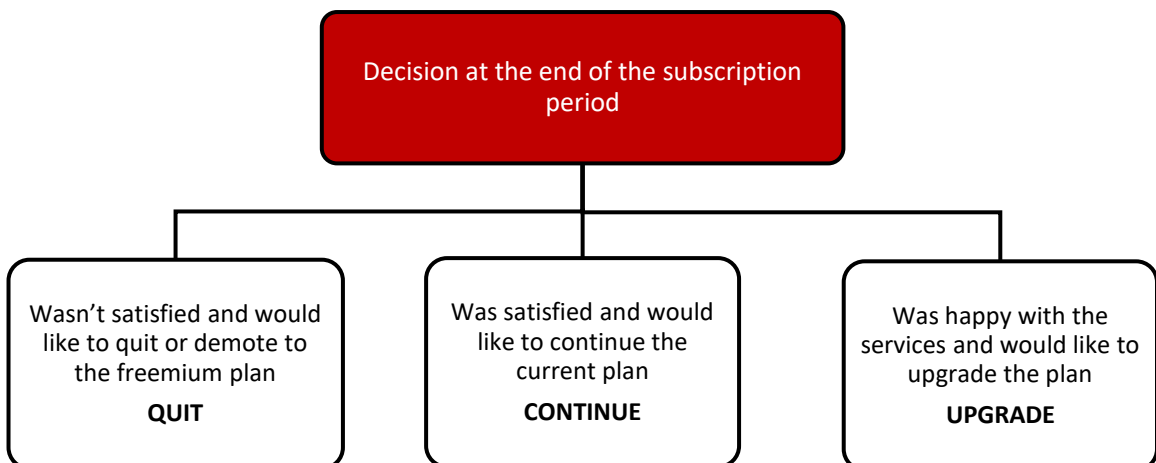 Decision at the end of the subscription
period
Wasn’t satisfied and would
like to quit or demote to
the freemium plan
QUIT
Was satisfied and would
like to continue the
current plan
CONTINUE
Was happy with the
services and would like to
upgrade the plan
UPGRADE